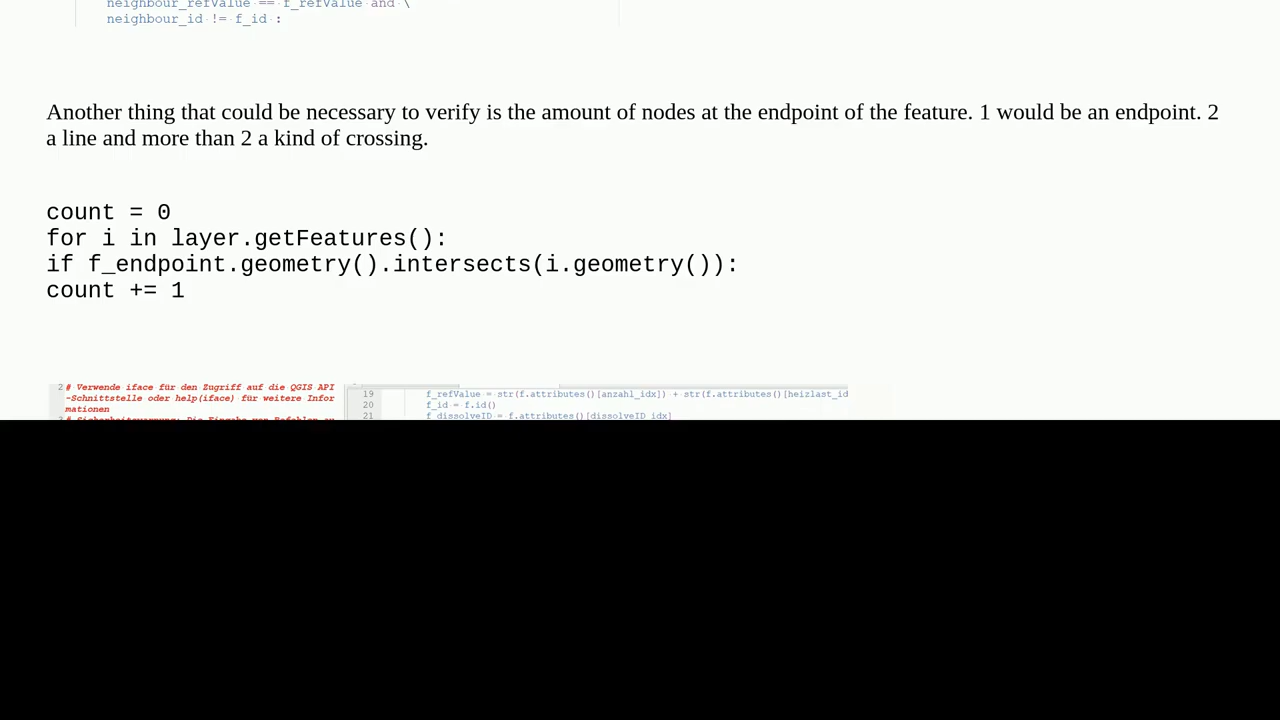 neighbour_refValue == f_refValue and \
neighbour_id != f_id :
Another thing that could be necessary to verify is the amount of nodes at the endpoint of the feature. 1 would be an endpoint. 2
a line and more than 2 a kind of crossing.
count = 0
for i in layer.getFeatures():
if f_endpoint.geometry().intersects(i.geometry()):
count += 1
2 # Verwende iface für den Zugriff auf die QGIS API
-Schnittstelle oder help(iface) für weitere Infor
mationen
19 f_refValue = str(f.attributes()[anzahl_idx]) + str(f.attributes()[heizlast_id
20 f_id = f.id()
21 f_dissolveID = f.attributes()[dissolveID_idx]